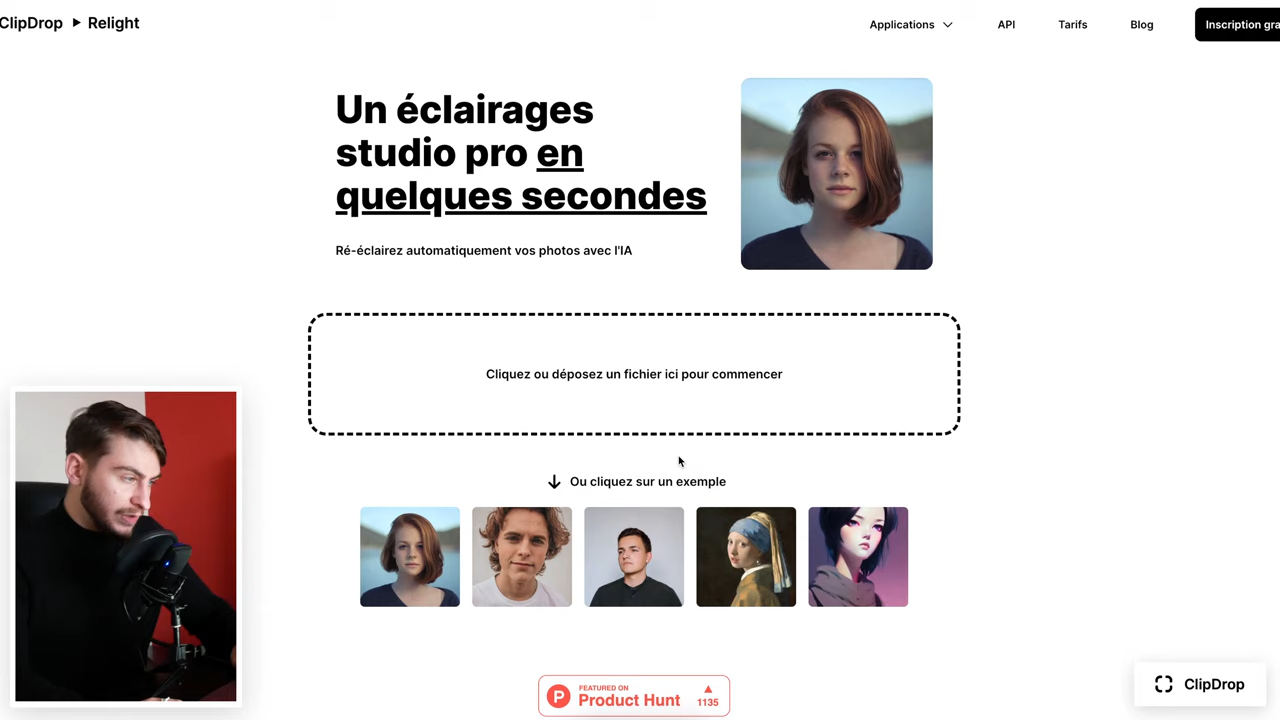 ClipDrop ▶ Relight
Applications
API
Tarifs
Blog
Inscription gra
Un éclairages
studio pro en
quelques secondes
Ré-éclairez automatiquement vos photos avec l'IA
Cliquez ou déposez un fichier ici pour commencer
Ou cliquez sur un exemple
FEATURED ON
Product Hunt
1135
ClipDrop